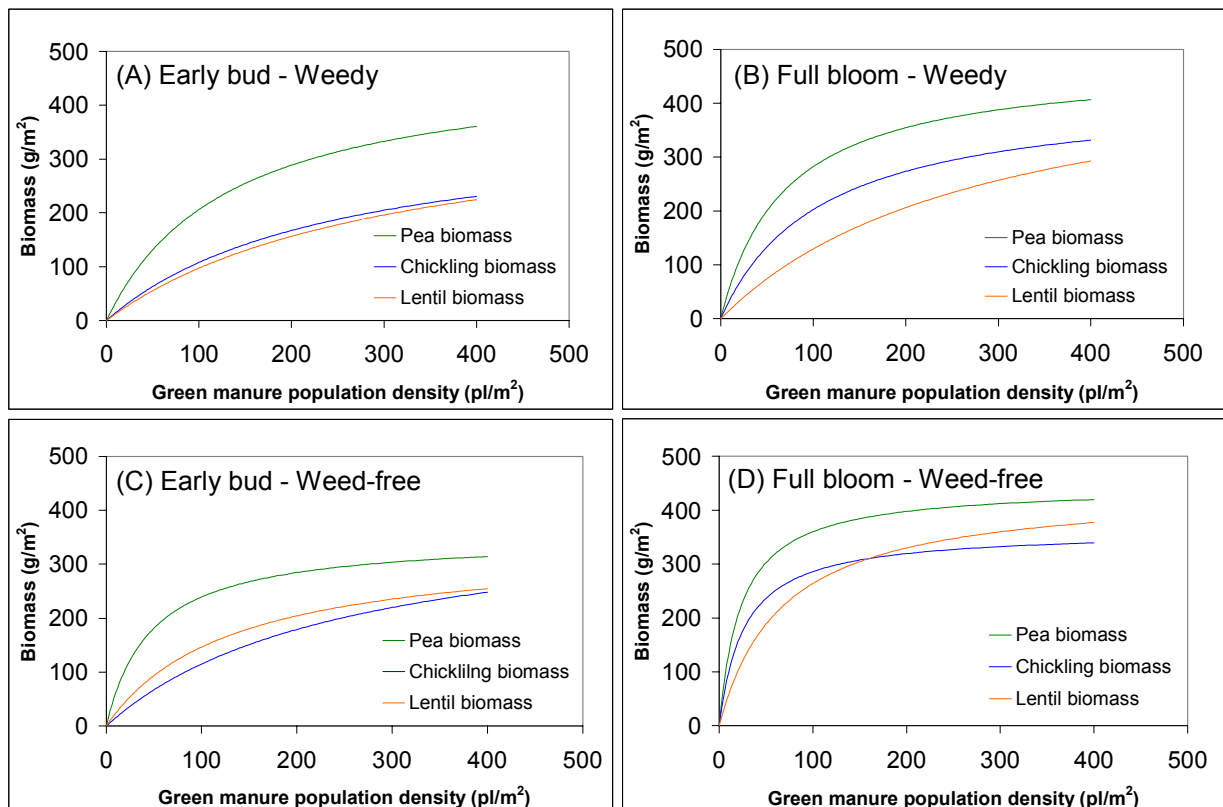 (A) Early bud - Weedy
Biomass (g/m²)
500
400
300
200
100
0
Pea biomass
Chickling biomass
Lentil biomass
0 100 200 300 400 500
Green manure population density (pl/m²)
(B) Full bloom - Weedy
Biomass (g/m²)
500
400
300
200
100
0
Pea biomass
Chickling biomass
Lentil biomass
0 100 200 300 400 500
Green manure population density (pl/m²)
(C) Early bud - Weed-free
Biomass (g/m²)
500
400
300
200
100
0
Pea biomass
Chicklilng biomass
Lentil biomass
0 100 200 300 400 500
Green manure population density (pl/m²)
(D) Full bloom - Weed-free
Biomass (g/m²)
500
400
300
200
100
0
Pea biomass
Chickling biomass
Lentil biomass
0 100 200 300 400 500
Green manure population density (pl/m²)